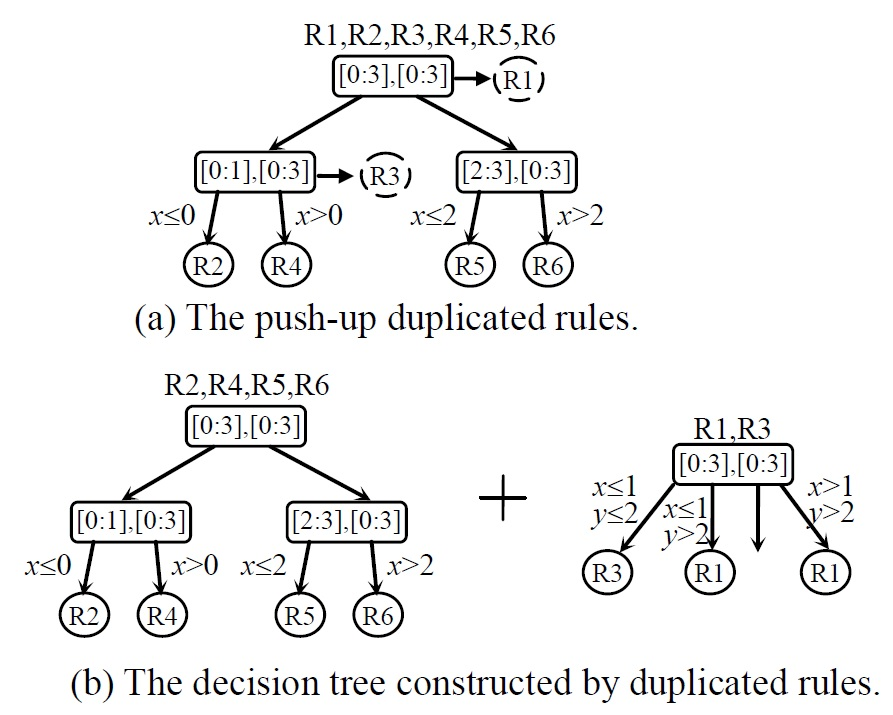 R1,R2,R3,R4,R5,R6
[0:3],[0:3]
R1
[0:1],[0:3]
R3
[2:3],[0:3]
x≤0
x>0
x≤2
x>2
R2
R4
R5
R6
(a) The push-up duplicated rules.
R2,R4,R5,R6
[0:3],[0:3]
[0:1],[0:3]
[2:3],[0:3]
x≤0
x>0
x≤2
x>2
R2
R4
R5
R6
+
R1,R3
[0:3],[0:3]
x≤1
y≤2
x≤1
y>2
x>1
y>2
R3
R1
R1
(b) The decision tree constructed by duplicated rules.